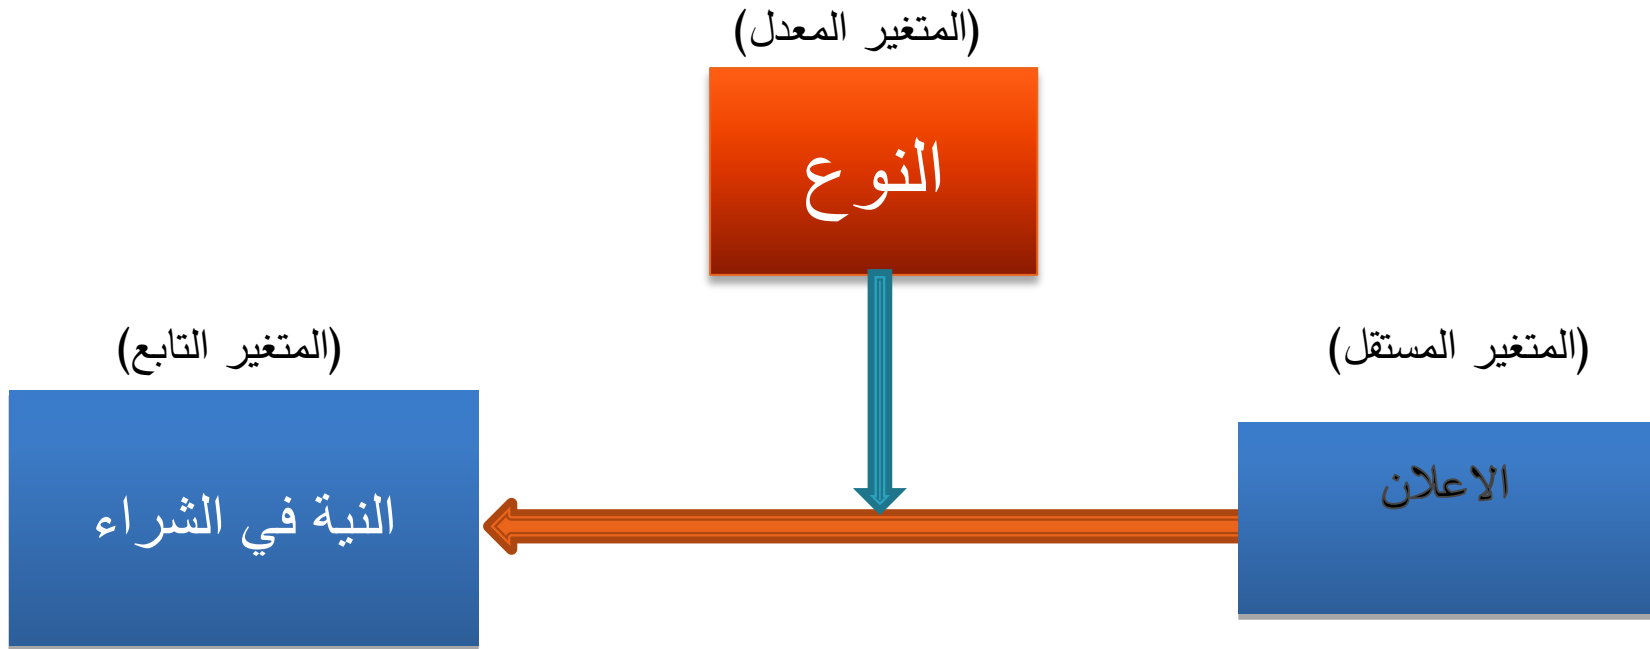 (المتغير المعدل)
النوع
(المتغير المستقل)
(المتغير التابع)
الاعلان
النية في الشراء